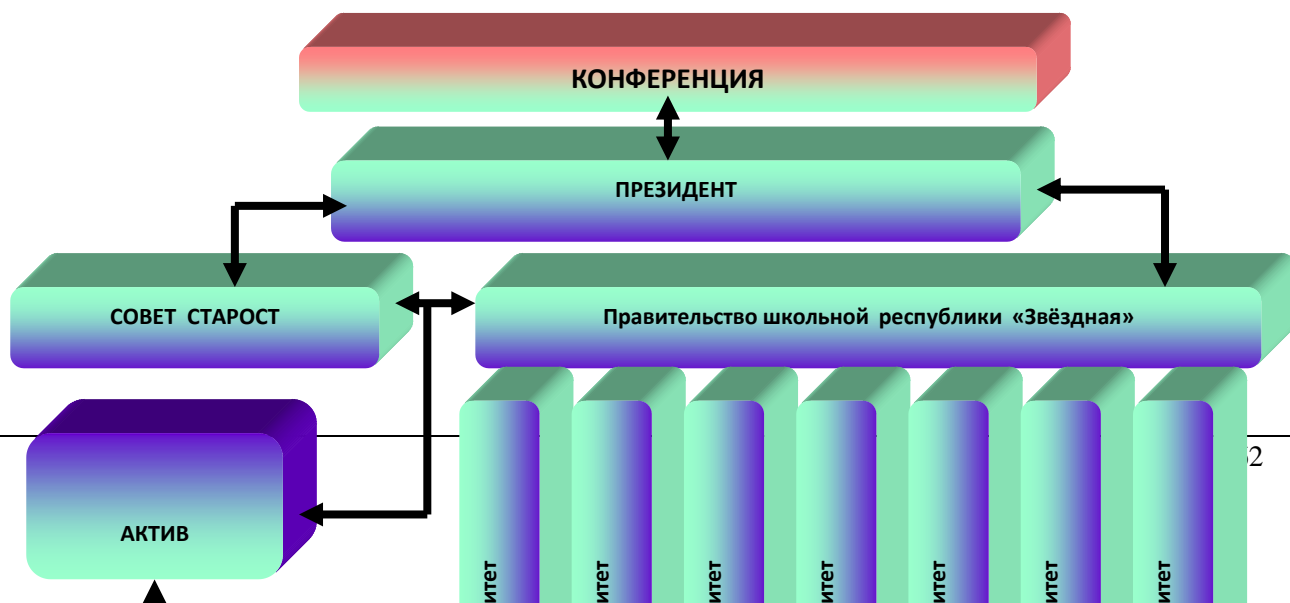 КОНФЕРЕНЦИЯ
ПРЕЗИДЕНТ
СОВЕТ СТАРОСТ
Правительство школьной республики «Звёздная»
АКТИВ
итет
итет
итет
итет
итет
итет
итет